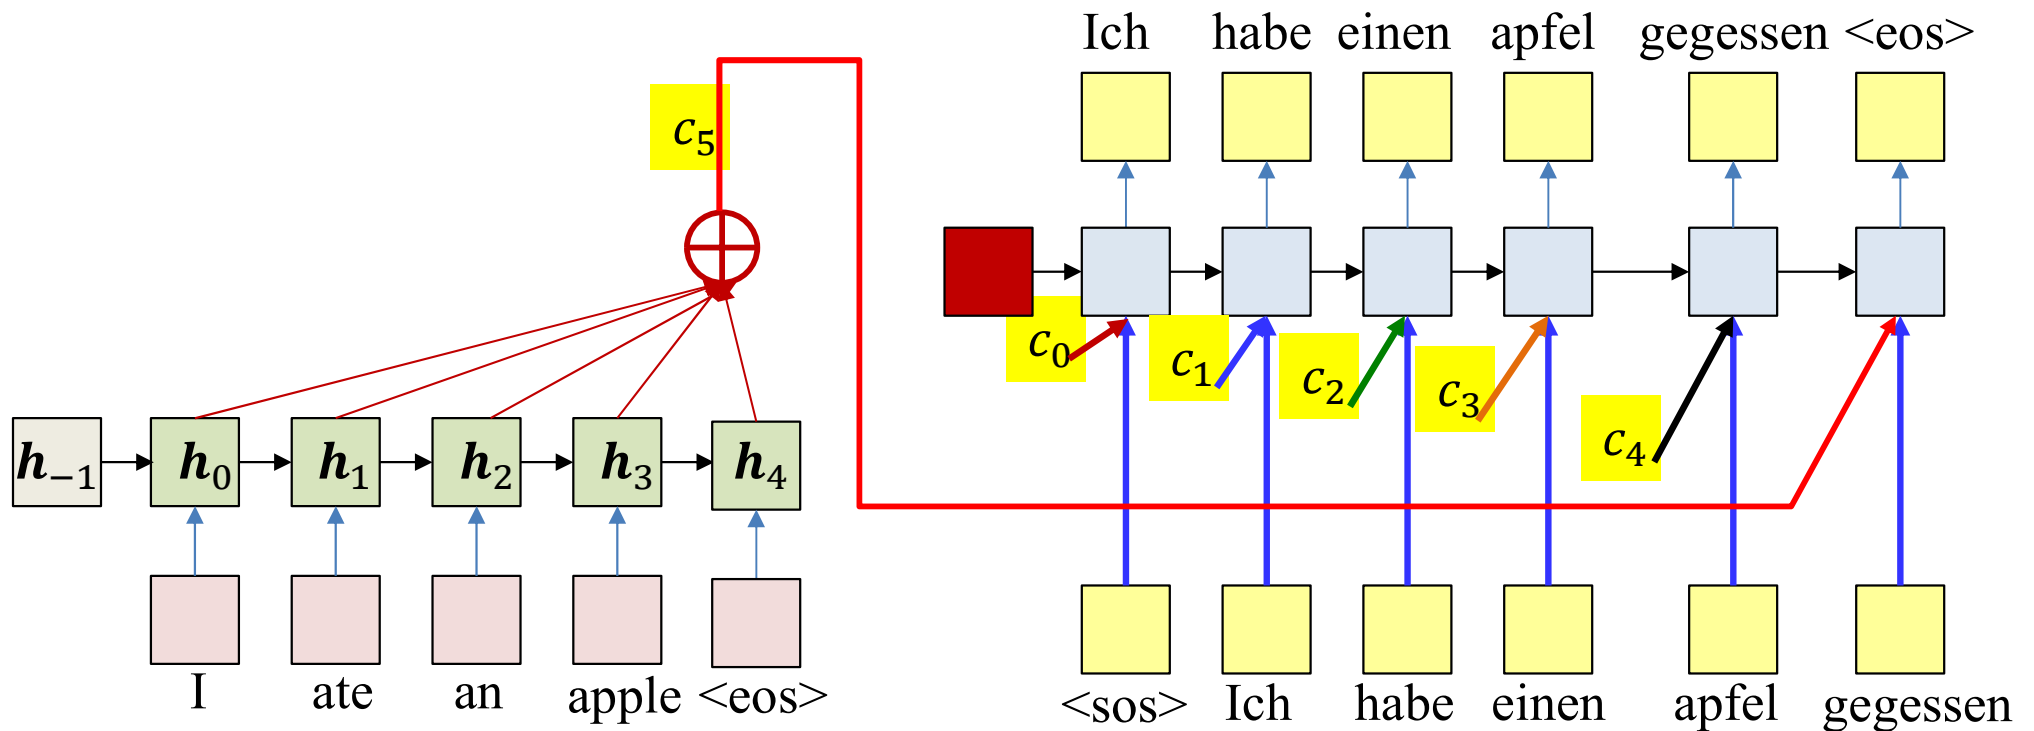 Ich habe einen apfel gegessen <eos>
c₅
c₀ c₁ c₂ c₃ c₄
h₋₁ h₀ h₁ h₂ h₃ h₄
I ate an apple <eos>
<sos> Ich habe einen apfel gegessen